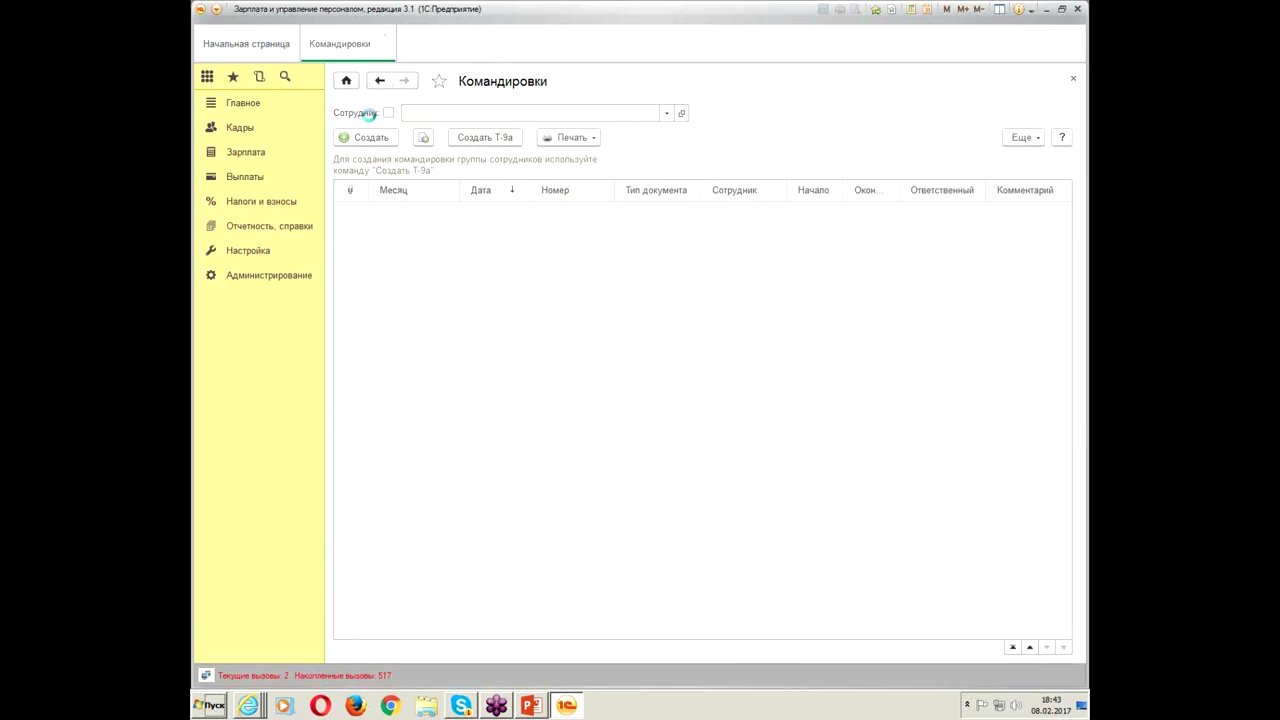 Зарплата и управление персоналом, редакция 3.1 (1С:Предприятие)
M M+ M-
Начальная страница
Командировки
Командировки
Главное
Кадры
Зарплата
Выплаты
Налоги и взносы
Отчетность, справки
Настройка
Администрирование
Сотрудник:
Создать
Создать Т-9а
Печать
Еще
?
Для создания командировки группы сотрудников используйте
команду "Создать Т-9а"
Месяц Дата Номер Тип документа Сотрудник Начало Окон... Ответственный Комментарий
Текущие вызовы: 2 Накопленные вызовы: 517
Пуск
18:43
08.02.2017